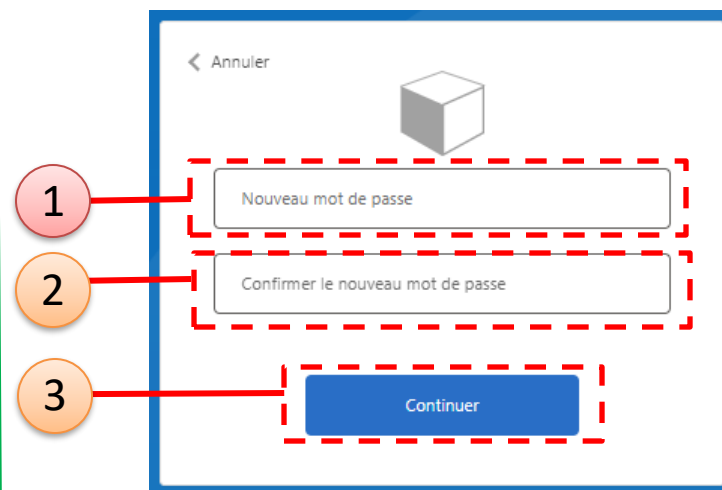 Annuler
1
Nouveau mot de passe
2
Confirmer le nouveau mot de passe
3
Continuer